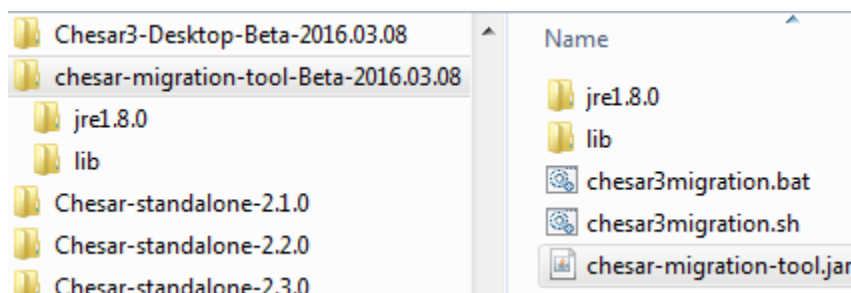 Chesar3-Desktop-Beta-2016.03.08
chesar-migration-tool-Beta-2016.03.08
jre1.8.0
lib
Chesar-standalone-2.1.0
Chesar-standalone-2.2.0
Chesar-standalone-2.3.0
Name
jre1.8.0
lib
chesar3migration.bat
chesar3migration.sh
chesar-migration-tool.jar